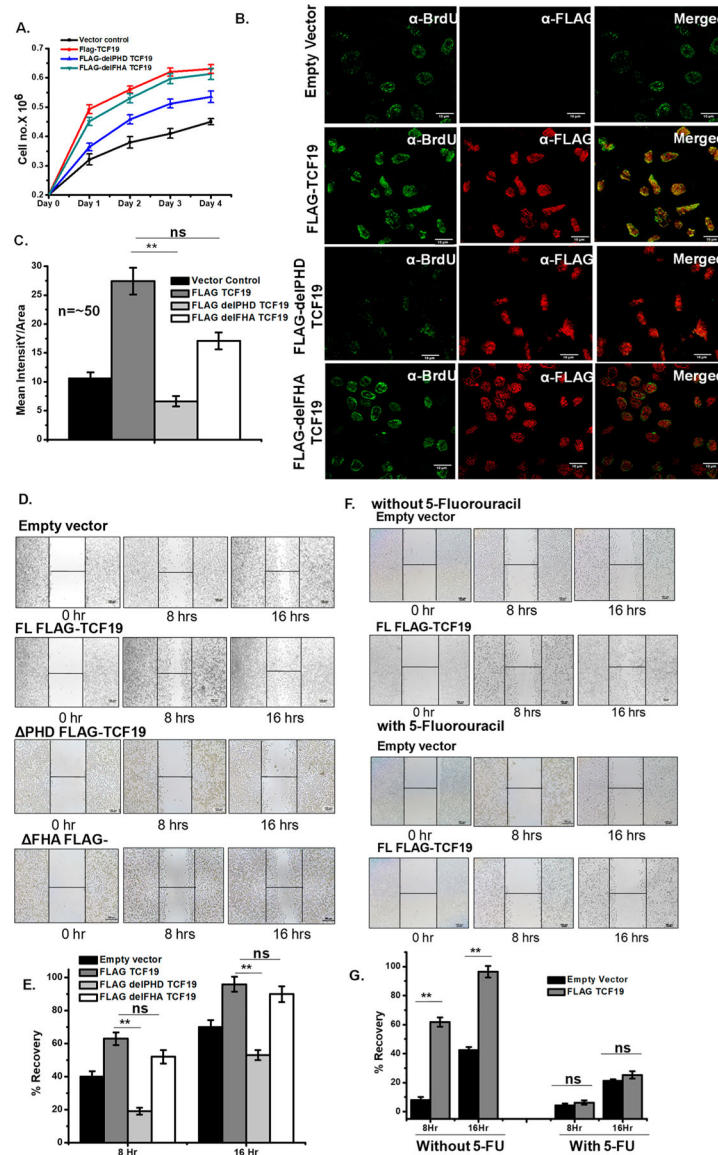 A.
Vector control
Flag-TCF19
FLAG-delPHD TCF19
FLAG-delFHA TCF19
Cell no.X 10⁶
0.7
0.6
0.5
0.4
0.3
0.2
Day 0 Day 1 Day 2 Day 3 Day 4
B.
α-BrdU α-FLAG Merged
Empty Vector
α-BrdU α-FLAG Merged
FLAG-TCF19
α-BrdU α-FLAG Merged
FLAG-delPHD
TCF19
α-BrdU α-FLAG Merged
FLAG-delFHA
TCF19
C.
ns
**
n=~50
Vector Control
FLAG TCF19
FLAG delPHD TCF19
FLAG delFHA TCF19
Mean IntensitY/Area
30
25
20
15
10
5
0
D.
Empty vector
0 hr 8 hrs 16 hrs
FL FLAG-TCF19
0 hr 8 hrs 16 hrs
ΔPHD FLAG-TCF19
0 hr 8 hrs 16 hrs
ΔFHA FLAG-
0 hr 8 hrs 16 hrs
E.
Empty vector
FLAG TCF19
FLAG delPHD TCF19
FLAG delFHA TCF19
ns
**
ns
**
% Recovery
100
80
60
40
20
0
8 Hr 16 Hr
F.
without 5-Fluorouracil
Empty vector
0 hr 8 hrs 16 hrs
FL FLAG-TCF19
0 hr 8 hrs 16 hrs
with 5-Fluorouracil
Empty vector
0 hr 8 hrs 16 hrs
FL FLAG-TCF19
0 hr 8 hrs 16 hrs
G.
Empty Vector
FLAG TCF19
**
**
ns
ns
% Recovery
100
80
60
40
20
0
8Hr 16Hr 8Hr 16Hr
Without 5-FU With 5-FU